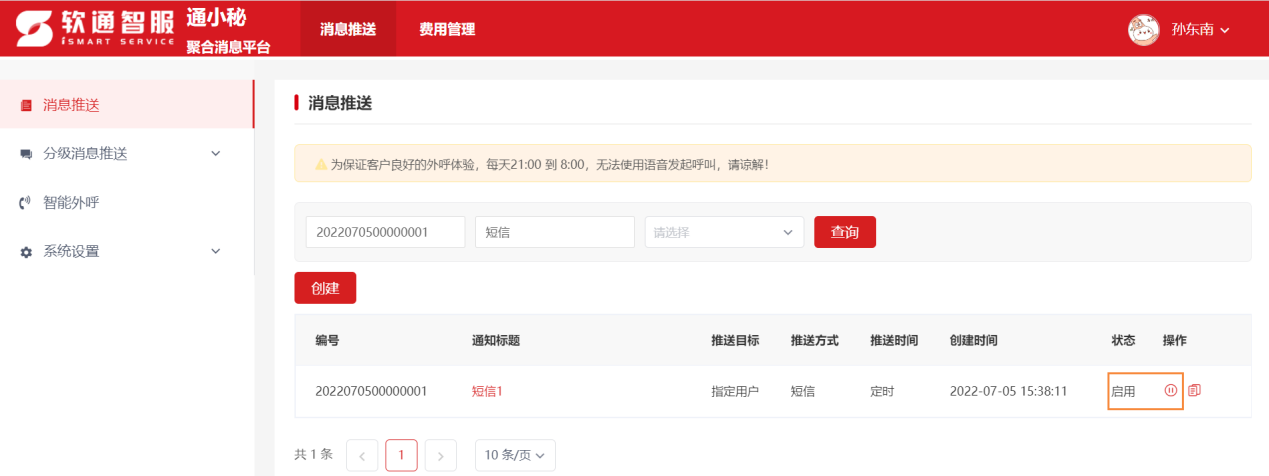 软通智服
iSMART SERVICE
通小秘
聚合消息平台
消息推送
费用管理
孙东南
消息推送
分级消息推送
智能外呼
系统设置
消息推送
为保证客户良好的外呼体验，每天21:00 到 8:00，无法使用语音发起呼叫，请谅解！
2022070500000001
短信
请选择
查询
创建
编号 通知标题 推送目标 推送方式 推送时间 创建时间 状态 操作
2022070500000001 短信1 指定用户 短信 定时 2022-07-05 15:38:11 启用
共 1 条 < 1 > 10 条/页